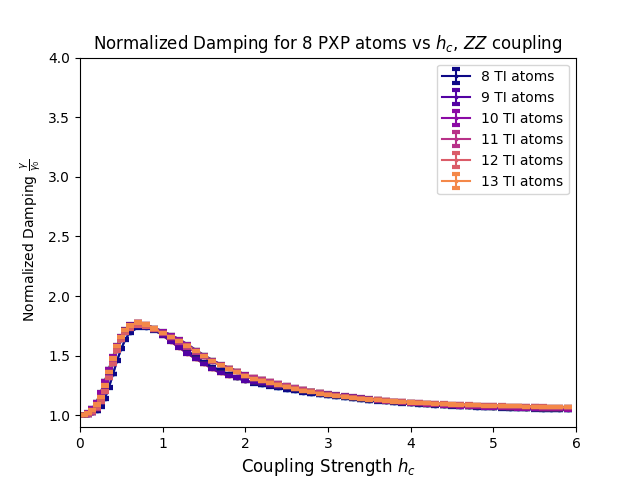 Normalized Damping for 8 PXP atoms vs $h_c$, $ZZ$ coupling
4.0
3.5
3.0
2.5
2.0
1.5
1.0
Normalized Damping $\frac{\gamma}{\gamma_0}$
8 TI atoms
9 TI atoms
10 TI atoms
11 TI atoms
12 TI atoms
13 TI atoms
0 1 2 3 4 5 6
Coupling Strength $h_c$